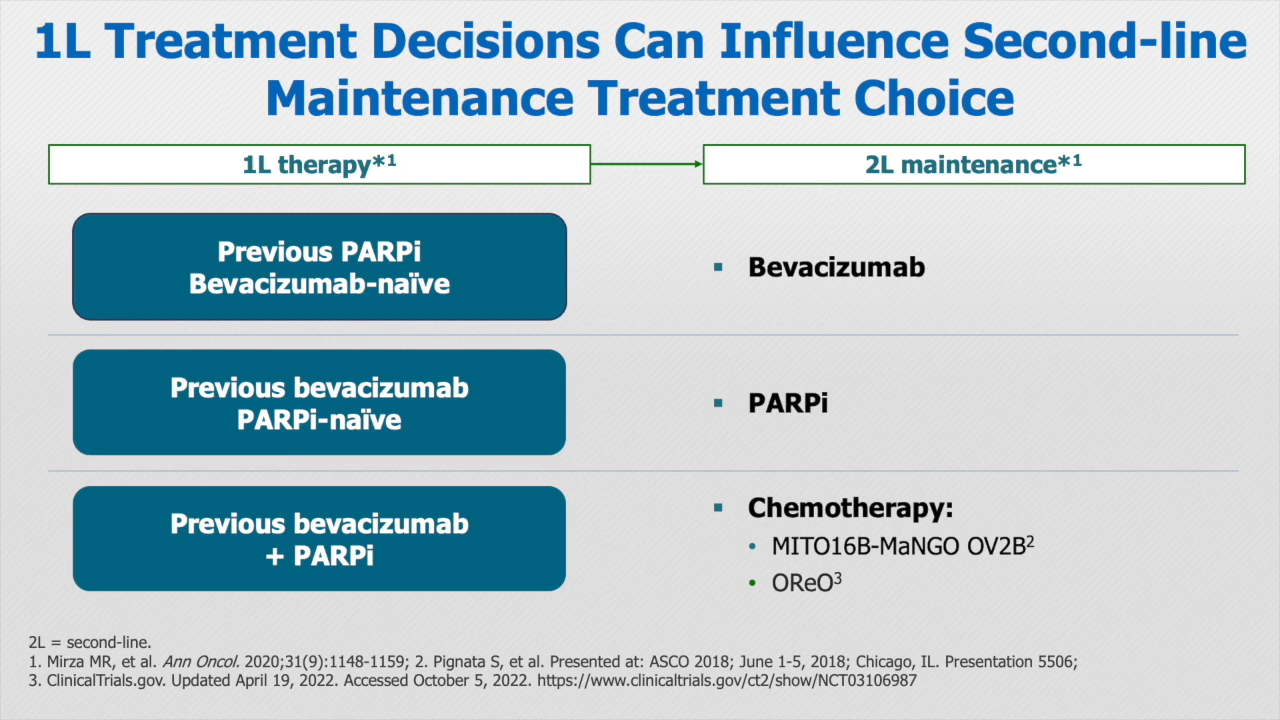 1L Treatment Decisions Can Influence Second-line
Maintenance Treatment Choice
1L therapy*1
2L maintenance*1
Previous PARPi
Bevacizumab-naïve
▪ Bevacizumab
Previous bevacizumab
PARPi-naïve
▪ PARPi
Previous bevacizumab
+ PARPi
▪ Chemotherapy:
• MITO16B-MaNGO OV2B2
• OReO3
2L = second-line.
1. Mirza MR, et al. Ann Oncol. 2020;31(9):1148-1159; 2. Pignata S, et al. Presented at: ASCO 2018; June 1-5, 2018; Chicago, IL. Presentation 5506;
3. ClinicalTrials.gov. Updated April 19, 2022. Accessed October 5, 2022. https://www.clinicaltrials.gov/ct2/show/NCT03106987